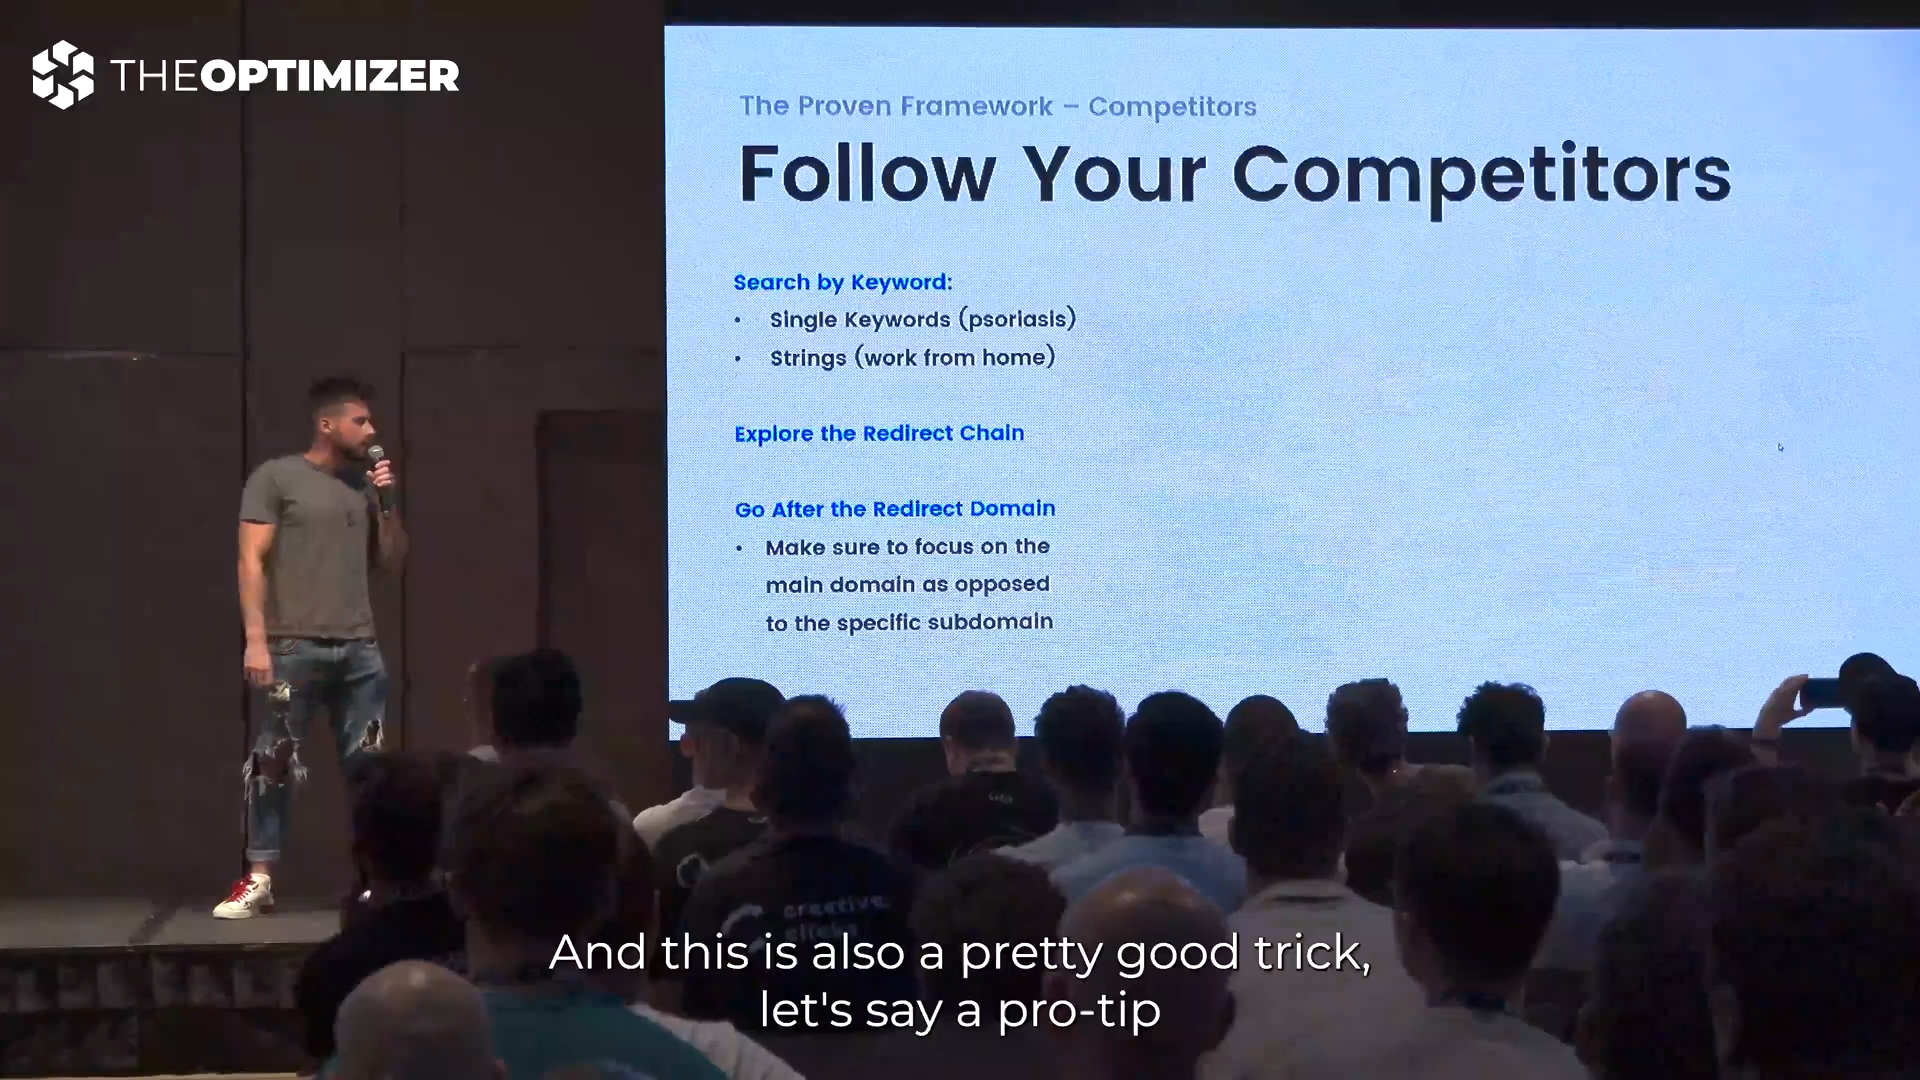 THEOPTIMIZER
The Proven Framework – Competitors
Follow Your Competitors
Search by Keyword:
• Single Keywords (psoriasis)
• Strings (work from home)
Explore the Redirect Chain
Go After the Redirect Domain
• Make sure to focus on the
main domain as opposed
to the specific subdomain
creative
clicks
And this is also a pretty good trick,
let's say a pro-tip